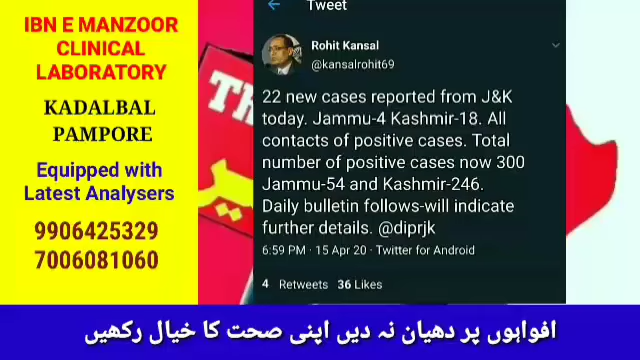 IBN E MANZOOR
CLINICAL
LABORATORY
KADALBAL
PAMPORE
Equipped with
Latest Analysers
9906425329
7006081060
Tweet
Rohit Kansal
@kansalrohit69
22 new cases reported from J&K
today. Jammu-4 Kashmir-18. All
contacts of positive cases. Total
number of positive cases now 300
Jammu-54 and Kashmir-246.
Daily bulletin follows-will indicate
further details. @diprjk
6:59 PM · 15 Apr 20 · Twitter for Android
4 Retweets 36 Likes
افواہوں پر دھیان نہ دیں اپنی صحت کا خیال رکھیں